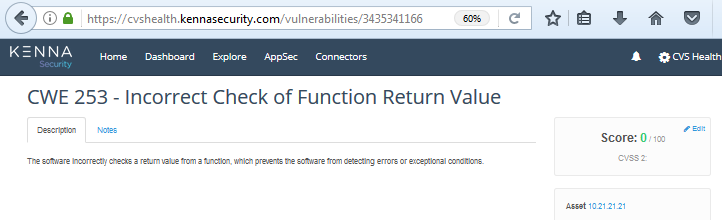 https://cvshealth.kennasecurity.com/vulnerabilities/3435341166
60%
KENNA
Security
Home
Dashboard
Explore
AppSec
Connectors
CVS Health
CWE 253 - Incorrect Check of Function Return Value
Description
Notes
The software incorrectly checks a return value from a function, which prevents the software from detecting errors or exceptional conditions.
Edit
Score: 0 / 100
CVSS 2:
Asset 10.21.21.21